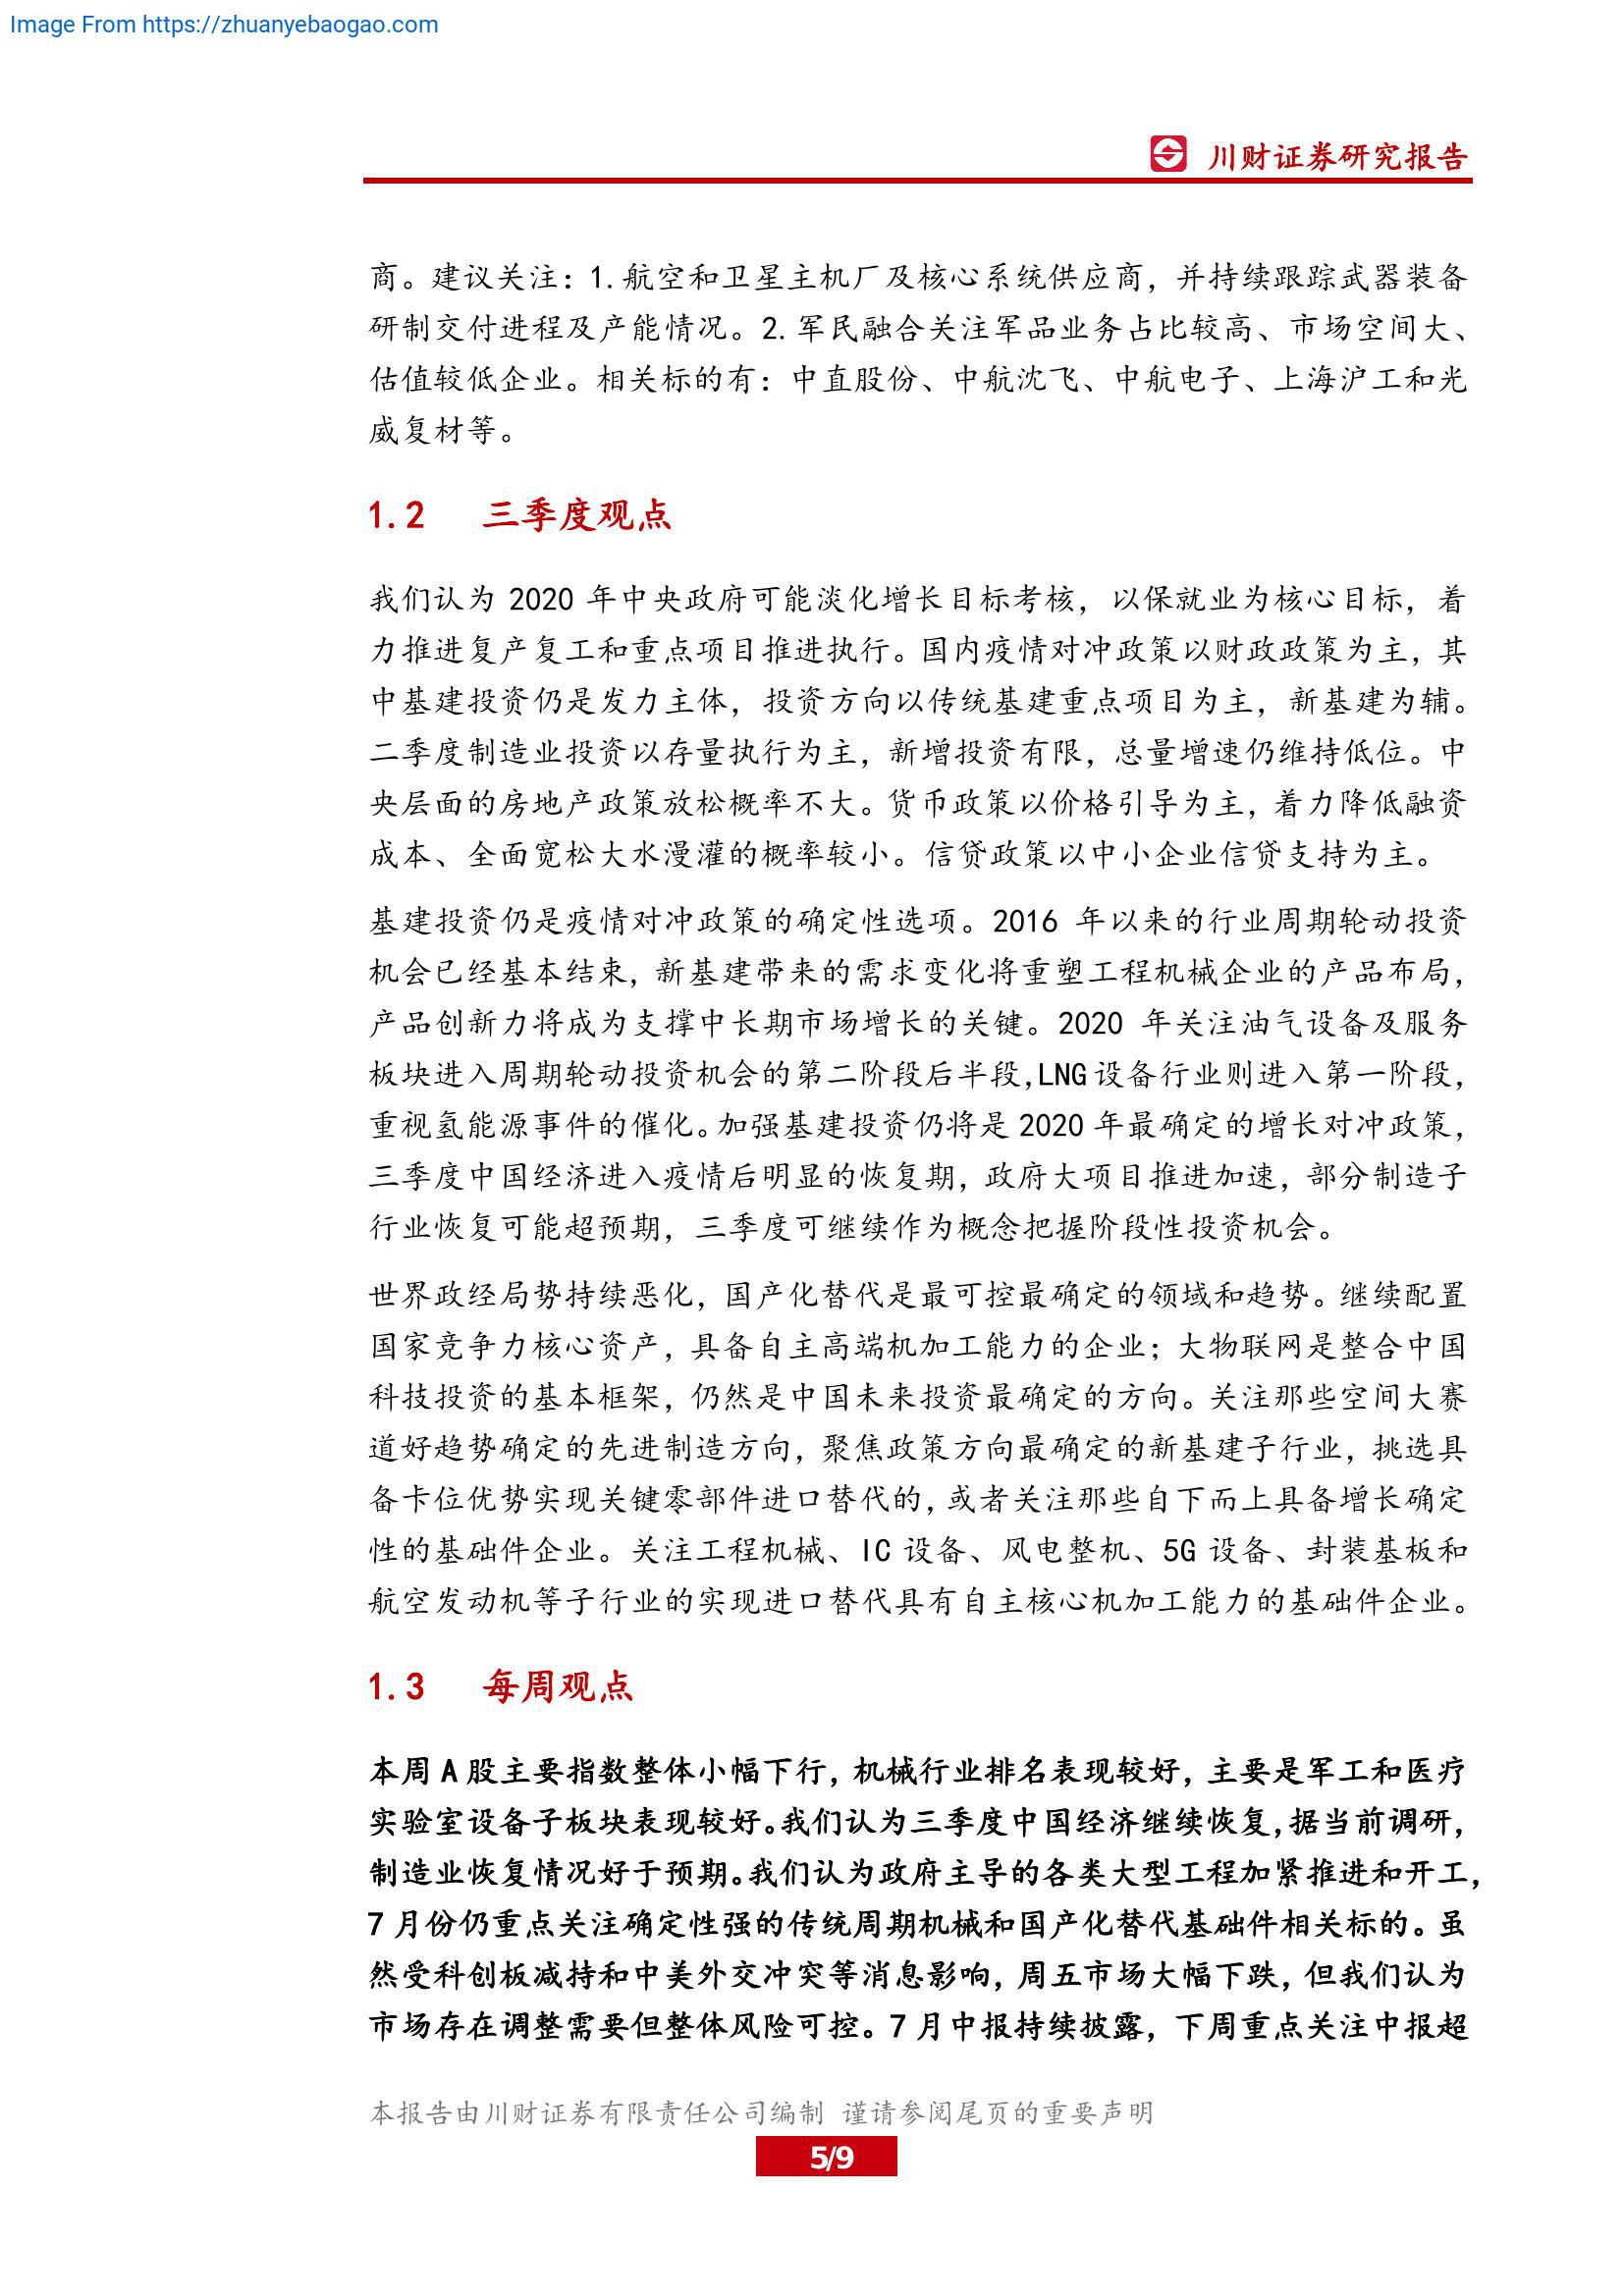 Image From https://zhuanyebaogao.com
川财证券研究报告
商。建议关注：1.航空和卫星主机厂及核心系统供应商，并持续跟踪武器装备
研制交付进程及产能情况。2.军民融合关注军品业务占比较高、市场空间大、
估值较低企业。相关标的有：中直股份、中航沈飞、中航电子、上海沪工和光
威复材等。
1.2 三季度观点
我们认为 2020 年中央政府可能淡化增长目标考核，以保就业为核心目标，着
力推进复产复工和重点项目推进执行。国内疫情对冲政策以财政政策为主，其
中基建投资仍是发力主体，投资方向以传统基建重点项目为主，新基建为辅。
二季度制造业投资以存量执行为主，新增投资有限，总量增速仍维持低位。中
央层面的房地产政策放松概率不大。货币政策以价格引导为主，着力降低融资
成本、全面宽松大水漫灌的概率较小。信贷政策以中小企业信贷支持为主。
基建投资仍是疫情对冲政策的确定性选项。2016 年以来的行业周期轮动投资
机会已经基本结束，新基建带来的需求变化将重塑工程机械企业的产品布局，
产品创新力将成为支撑中长期市场增长的关键。2020 年关注油气设备及服务
板块进入周期轮动投资机会的第二阶段后半段，LNG 设备行业则进入第一阶段，
重视氢能源事件的催化。加强基建投资仍将是 2020 年最确定的增长对冲政策，
三季度中国经济进入疫情后明显的恢复期，政府大项目推进加速，部分制造子
行业恢复可能超预期，三季度可继续作为概念把握阶段性投资机会。
世界政经局势持续恶化，国产化替代是最可控最确定的领域和趋势。继续配置
国家竞争力核心资产，具备自主高端机加工能力的企业；大物联网是整合中国
科技投资的基本框架，仍然是中国未来投资最确定的方向。关注那些空间大赛
道好趋势确定的先进制造方向，聚焦政策方向最确定的新基建子行业，挑选具
备卡位优势实现关键零部件进口替代的，或者关注那些自下而上具备增长确定
性的基础件企业。关注工程机械、IC 设备、风电整机、5G 设备、封装基板和
航空发动机等子行业的实现进口替代具有自主核心机加工能力的基础件企业。
1.3 每周观点
本周 A 股主要指数整体小幅下行，机械行业排名表现较好，主要是军工和医疗
实验室设备子板块表现较好。我们认为三季度中国经济继续恢复，据当前调研，
制造业恢复情况好于预期。我们认为政府主导的各类大型工程加紧推进和开工，
7 月份仍重点关注确定性强的传统周期机械和国产化替代基础件相关标的。虽
然受科创板减持和中美外交冲突等消息影响，周五市场大幅下跌，但我们认为
市场存在调整需要但整体风险可控。7 月中报持续披露，下周重点关注中报超
本报告由川财证券有限责任公司编制 谨请参阅尾页的重要声明
5/9